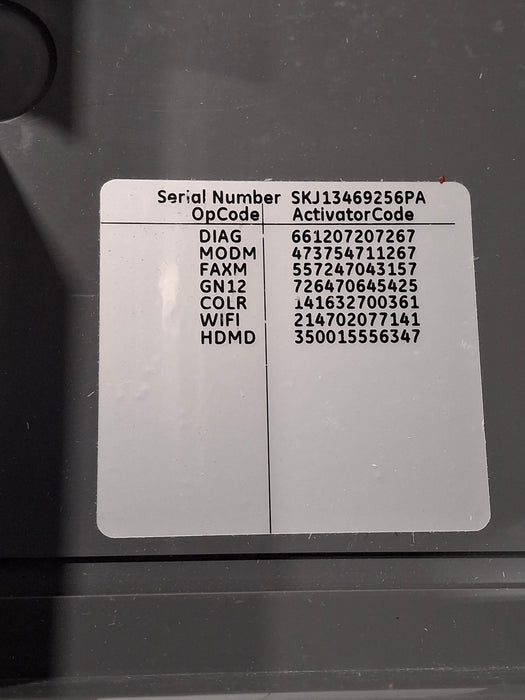 Serial Number SKJ13469256PA
OpCode ActivatorCode
DIAG 661207207267
MODM 473754711267
FAXM 557247043157
GN12 726470645425
COLR 141632700361
WIFI 214702077141
HDMD 350015556347